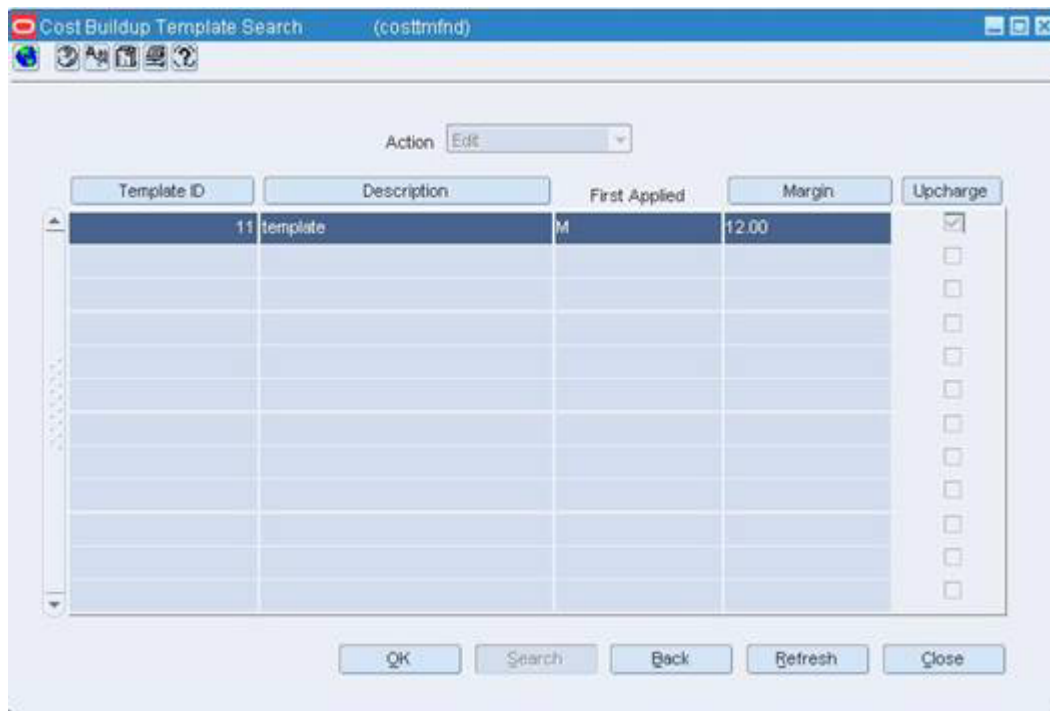 Cost Buildup Template Search (costtmfnd)
Action Edit
Template ID Description First Applied Margin Upcharge
11 template M 12.00
OK Search Back Refresh Close